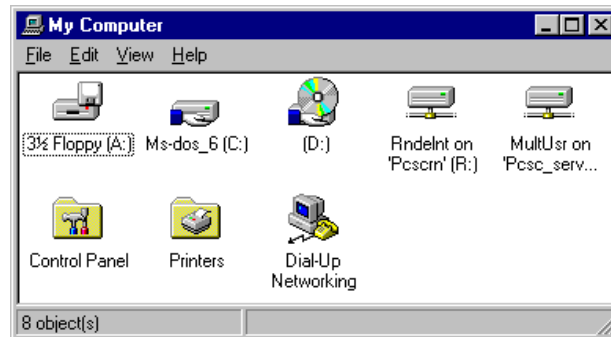 My Computer
File Edit View Help
3½ Floppy (A:) Ms-dos_6 (C:) (D:) Rndelnt on 'Pcscrn' (R:) MultUsr on 'Pcsc_serv...
Control Panel Printers Dial-Up Networking
8 object(s)